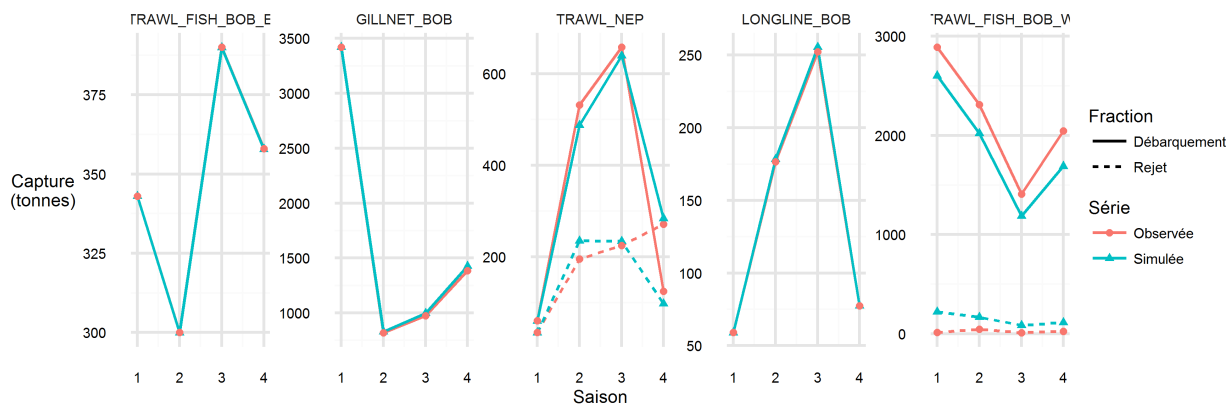 TRAWL_FISH_BOB_E
GILLNET_BOB
TRAWL_NEP
LONGLINE_BOB
TRAWL_FISH_BOB_W
Capture
(tonnes)
375
350
325
300
3500
3000
2500
2000
1500
1000
600
400
200
250
200
150
100
50
3000
2000
1000
0
1 2 3 4
1 2 3 4
1 2 3 4
1 2 3 4
1 2 3 4
Saison
Fraction
Débarquement
Rejet
Série
Observée
Simulée